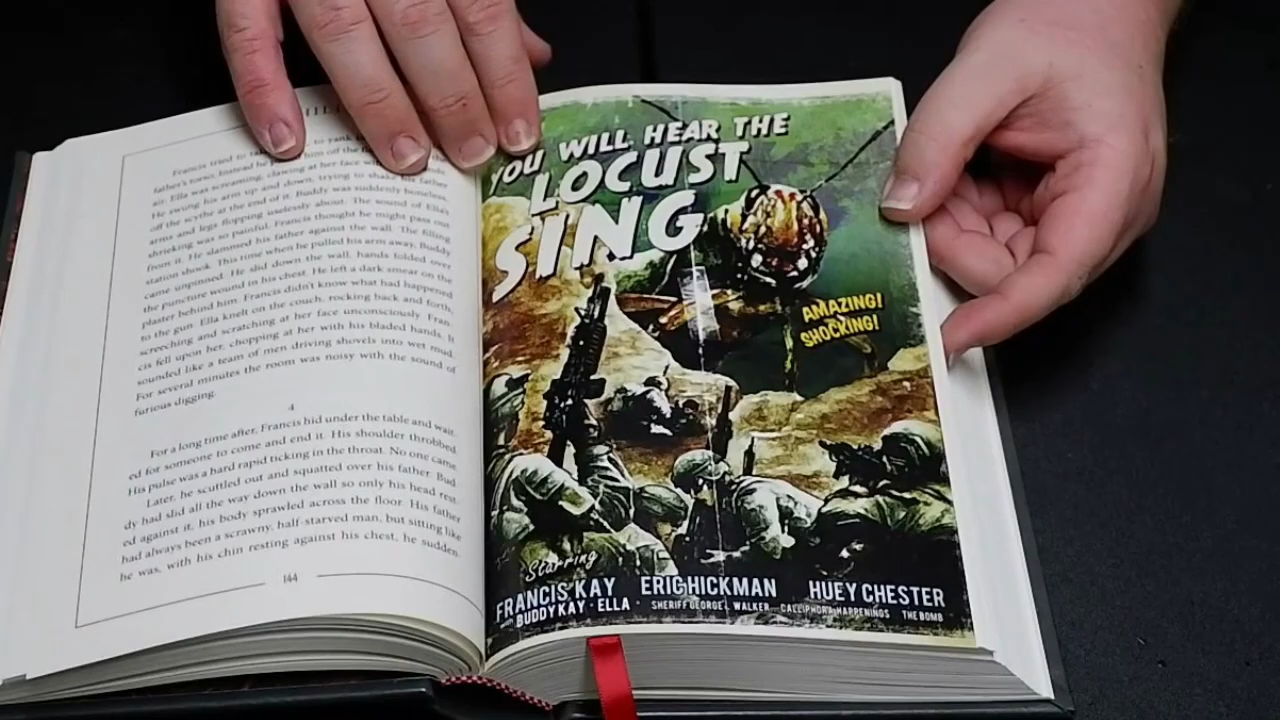 Francis tried to to yank
father's torso. Instead he him off the
air. Ella was screaming, clawing at her face
He swung his arm up and down, trying to shake his father
off the scythe at the end of it. Buddy was suddenly boneless,
arms and legs flopping uselessly about. The sound of Ella's
shrieking was so painful, Francis thought he might pass out
from it. He slammed his father against the wall. The filling
station shook. This time when he pulled his arm away, Buddy
came unpinned. He slid down the wall, hands folded over
the puncture wound in his chest. He left a dark smear on the
plaster behind him. Francis didn't know what had happened
to the gun. Ella knelt on the couch, rocking back and forth,
screeching and scratching at her face unconsciously. Fran-
cis fell upon her, chopping at her with his bladed hands. It
sounded like a team of men driving shovels into wet mud.
For several minutes the room was noisy with the sound of
furious digging.
4
For a long time after, Francis hid under the table and wait-
ed for someone to come and end it. His shoulder throbbed.
His pulse was a hard rapid ticking in the throat. No one came.
Later, he scuttled out and squatted over his father. Bud-
dy had slid all the way down the wall so only his head rest-
ed against it, his body sprawled across the floor. His father
had always been a scrawny, half-starved man, but sitting like
he was, with his chin resting against his chest, he sudden-
144
YOU WILL HEAR THE
LOCUST
SING
AMAZING!
SHOCKING!
Starring
FRANCIS KAY ERIC HICKMAN HUEY CHESTER
with BUDDY KAY · ELLA SHERIFF GEORGE WALKER CALLIPHORA HAPPENINGS THE BOMB